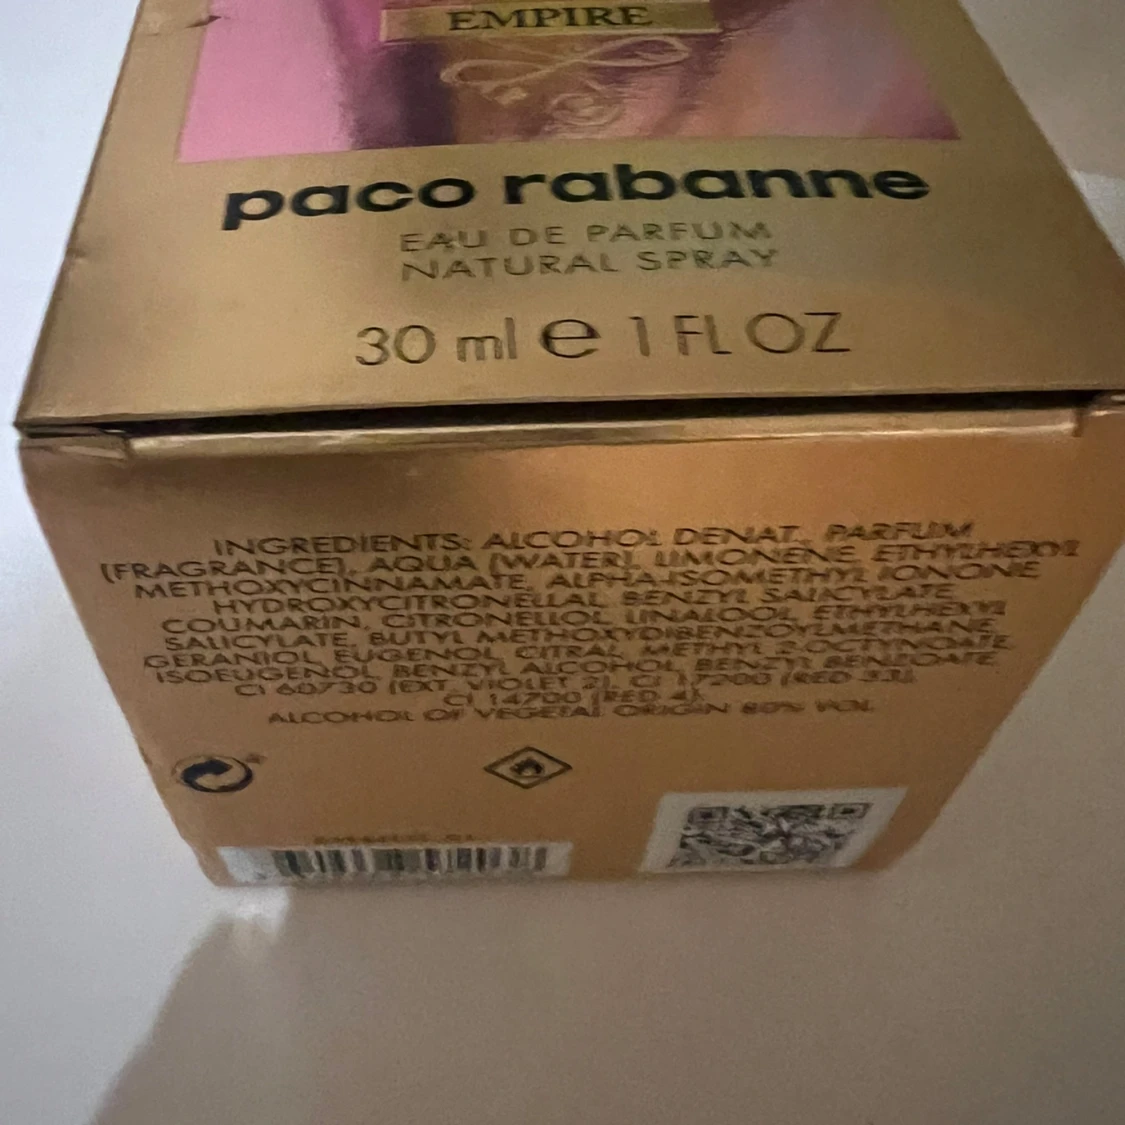 EMPIRE
paco rabanne
EAU DE PARFUM
NATURAL SPRAY
30 ml e 1 FL OZ
INGREDIENTS: ALCOHOL DENAT., PARFUM
(FRAGRANCE), AQUA (WATER), LIMONENE, ETHYLHEXYL
METHOXYCINNAMATE, ALPHA-ISOMETHYL IONONE,
HYDROXYCITRONELLAL, BENZYL SALICYLATE,
COUMARIN, CITRONELLOL, LINALOOL, ETHYLHEXYL
SALICYLATE, BUTYL METHOXYDIBENZOYLMETHANE,
GERANIOL, EUGENOL, CITRAL, METHYL 2-OCTYNOATE,
ISOEUGENOL, BENZYL ALCOHOL, BENZYL BENZOATE,
CI 60730 (EXT. VIOLET 2), CI 17200 (RED 33),
CI 14700 (RED 4).
ALCOHOL OF VEGETAL ORIGIN 80% VOL.